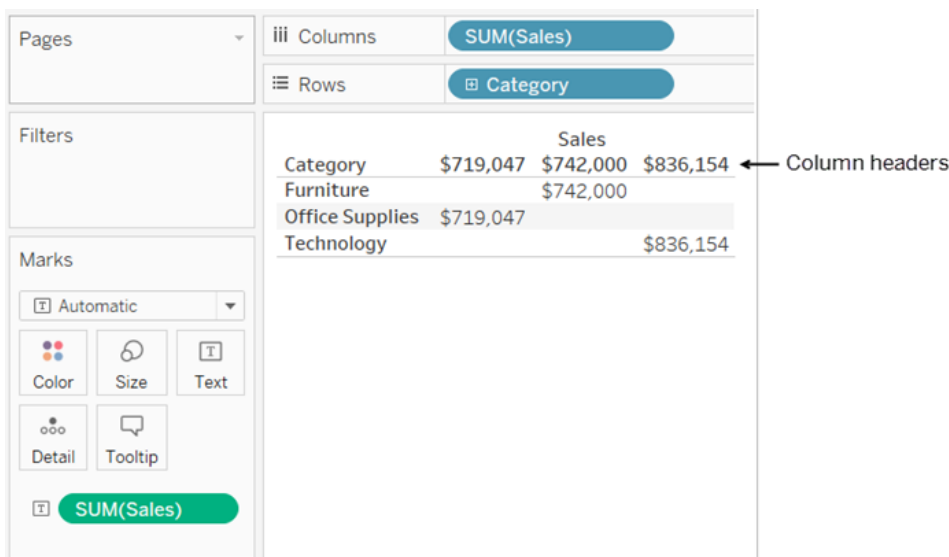 Pages
iii Columns SUM(Sales)
Rows Category
Filters
Sales
Category $719,047 $742,000 $836,154 Column headers
Furniture $742,000
Office Supplies $719,047
Technology $836,154
Marks
T Automatic
Color Size T Text
Detail Tooltip
T SUM(Sales)